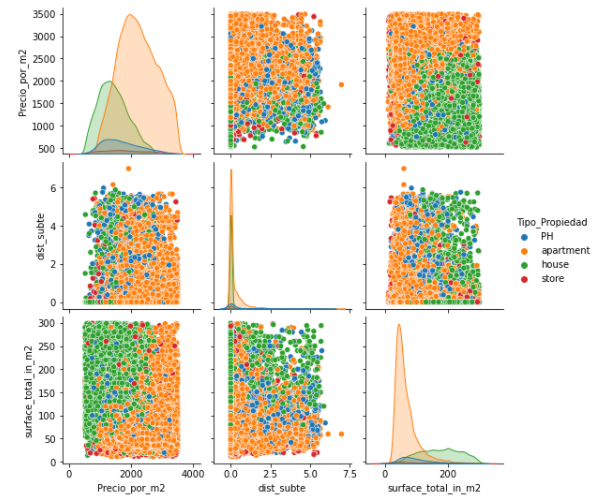 3500
3000
2500
2000
1500
1000
500
Precio_por_m2
6
4
2
0
dist_subte
Tipo_Propiedad
PH
apartment
house
store
300
250
200
150
100
50
0
surface_total_in_m2
0 2000 4000
Precio_por_m2
0.0 2.5 5.0 7.5
dist_subte
0 200
surface_total_in_m2